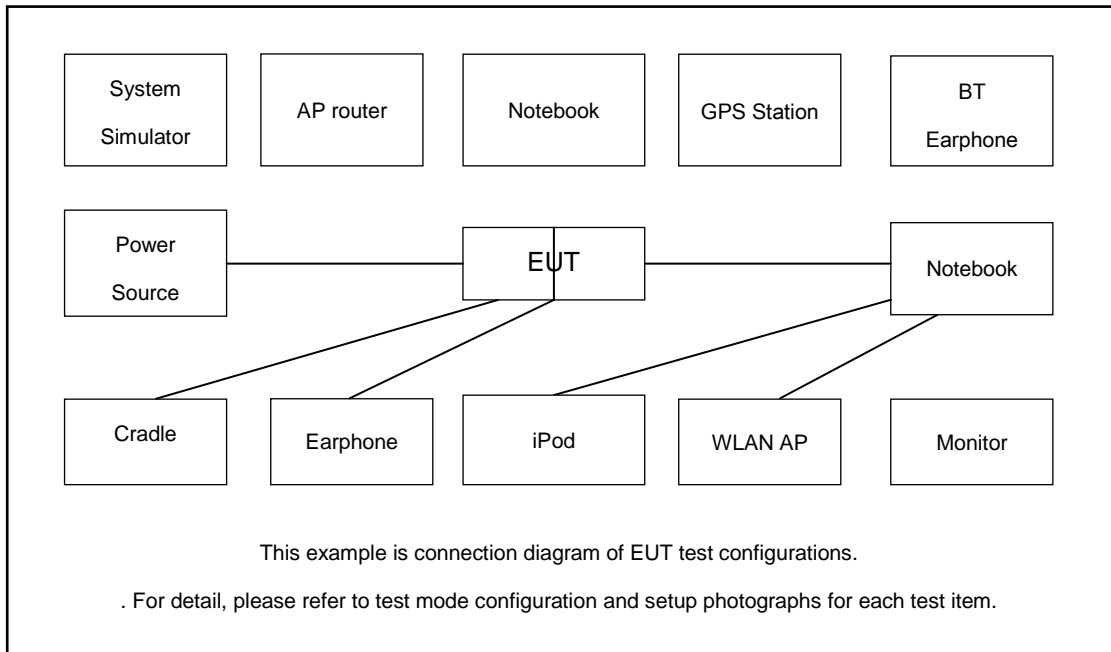 System
Simulator
AP router
Notebook
GPS Station
BT
Earphone
Power
Source
EUT
Notebook
Cradle
Earphone
iPod
WLAN AP
Monitor
This example is connection diagram of EUT test configurations.
. For detail, please refer to test mode configuration and setup photographs for each test item.